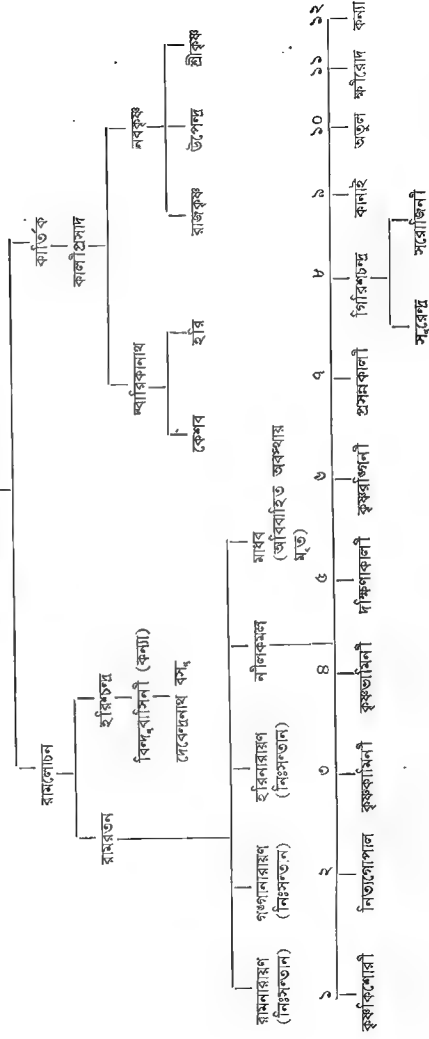 রামলোচন
কার্তিক
কালীপ্রসাদ
রামরতন
হরিশচন্দ্র
দ্বারিকানাথ
নবকৃষ্ণ
বিন্দুবাসিনী (কন্যা)
দেবেন্দ্রনাথ বসু
কেশব
হরি
রাজকৃষ্ণ
উপেন্দ্র
শ্রীকৃষ্ণ
রামনারায়ণ
(নিঃসন্তান)
গঙ্গানারায়ণ
(নিঃসন্তান)
হরিনারায়ণ
(নিঃসন্তান)
নীলকমল
মাধব
(অবিবাহিত অবস্থায়
মৃত)
১ ২ ৩ ৪ ৫ ৬ ৭ ৮ ৯ ১০ ১১ ১২
কৃষ্ণকিশোরী নিত্যগোপাল কৃষ্ণকামিনী কৃষ্ণভামিনী দক্ষিণাকালী কৃষ্ণরঙ্গিনী প্রসন্নকালী গিরিশচন্দ্র কানাই অতুল ক্ষীরোদ কন্যা
সুরেন্দ্র সরোজিনী